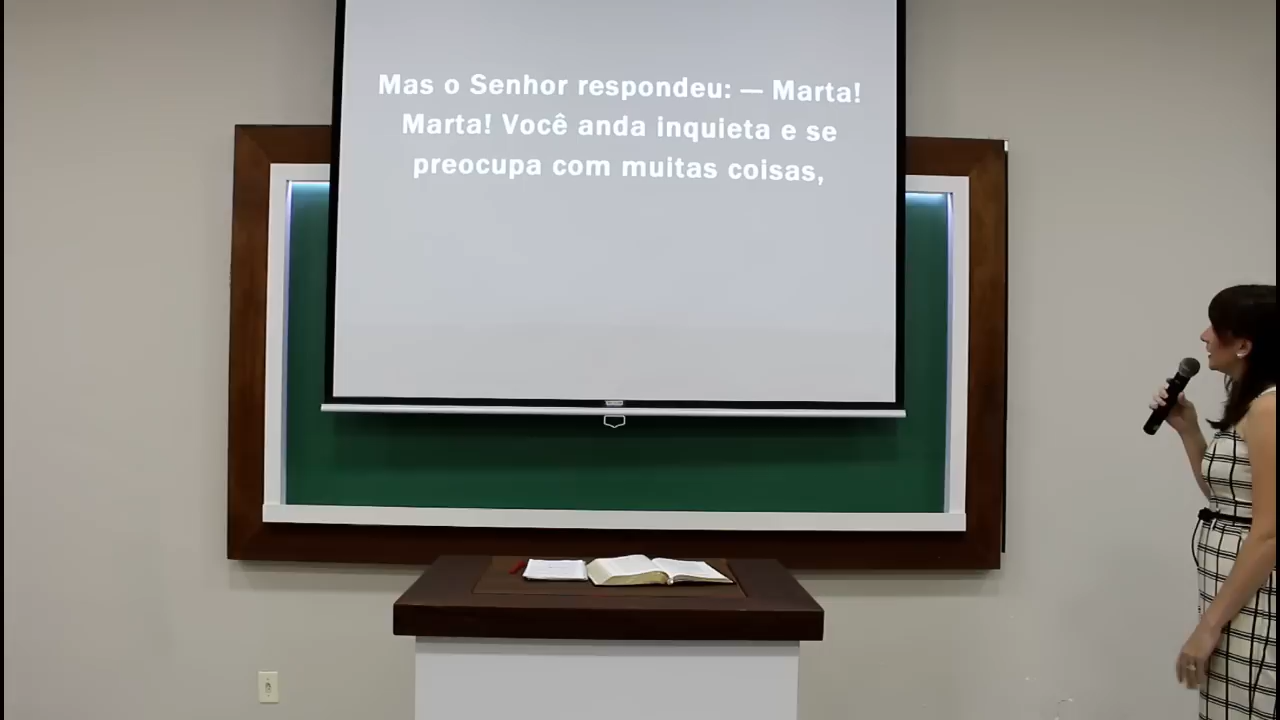 Mas o Senhor respondeu: — Marta!
Marta! Você anda inquieta e se
preocupa com muitas coisas,